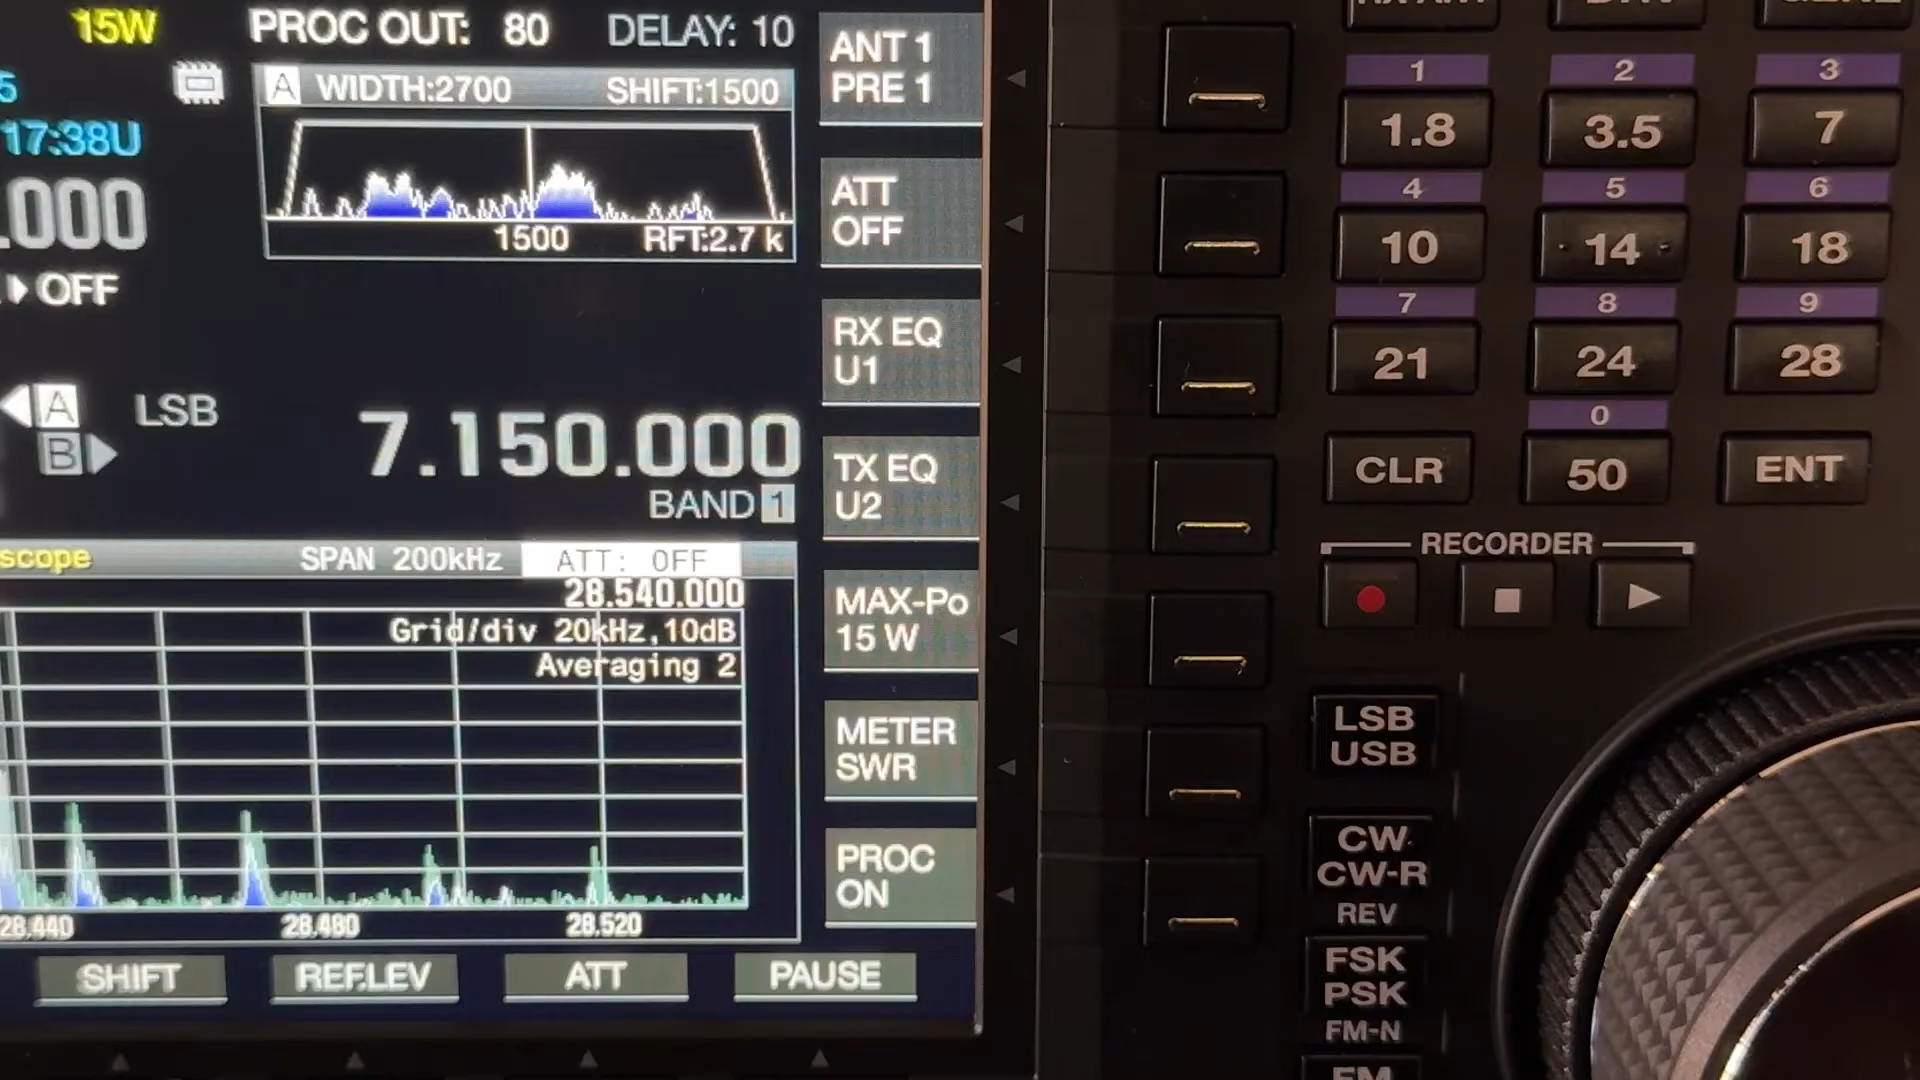 15W
PROC OUT: 80
DELAY: 10
5
17:38U
.000
OFF
A WIDTH:2700 SHIFT:1500
1500 RFT:2.7 k
A
B
LSB
7.150.000
BAND 1
scope SPAN 200kHz ATT: OFF
28.540.000
Grid/div 20kHz,10dB
Averaging 2
28.440 28.480 28.520
SHIFT REF.LEV ATT PAUSE
ANT 1
PRE 1
ATT
OFF
RX EQ
U1
TX EQ
U2
MAX-Po
15 W
METER
SWR
PROC
ON
1 2 3
1.8 3.5 7
4 5 6
10 · 14 - 18
7 8 9
21 24 28
0
CLR 50 ENT
RECORDER
LSB
USB
CW
CW-R
REV
FSK
PSK
FM-N
FM